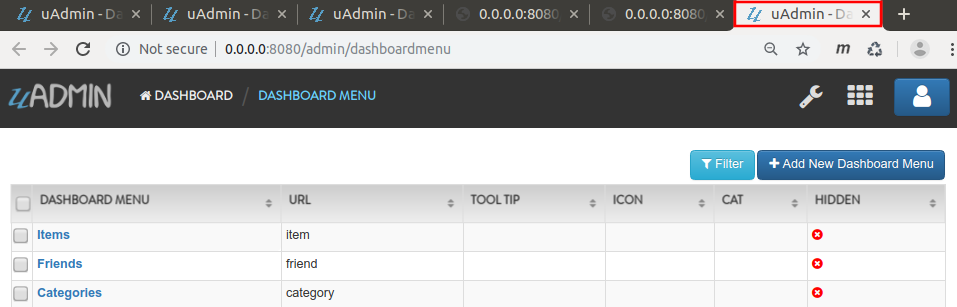 uAdmin - Da uAdmin - Da uAdmin - Da 0.0.0.0:8080/ 0.0.0.0:8080/ uAdmin - Da
Not secure 0.0.0.0:8080/admin/dashboardmenu m
uADMIN DASHBOARD / DASHBOARD MENU
Filter + Add New Dashboard Menu
DASHBOARD MENU URL TOOL TIP ICON CAT HIDDEN
Items item
Friends friend
Categories category